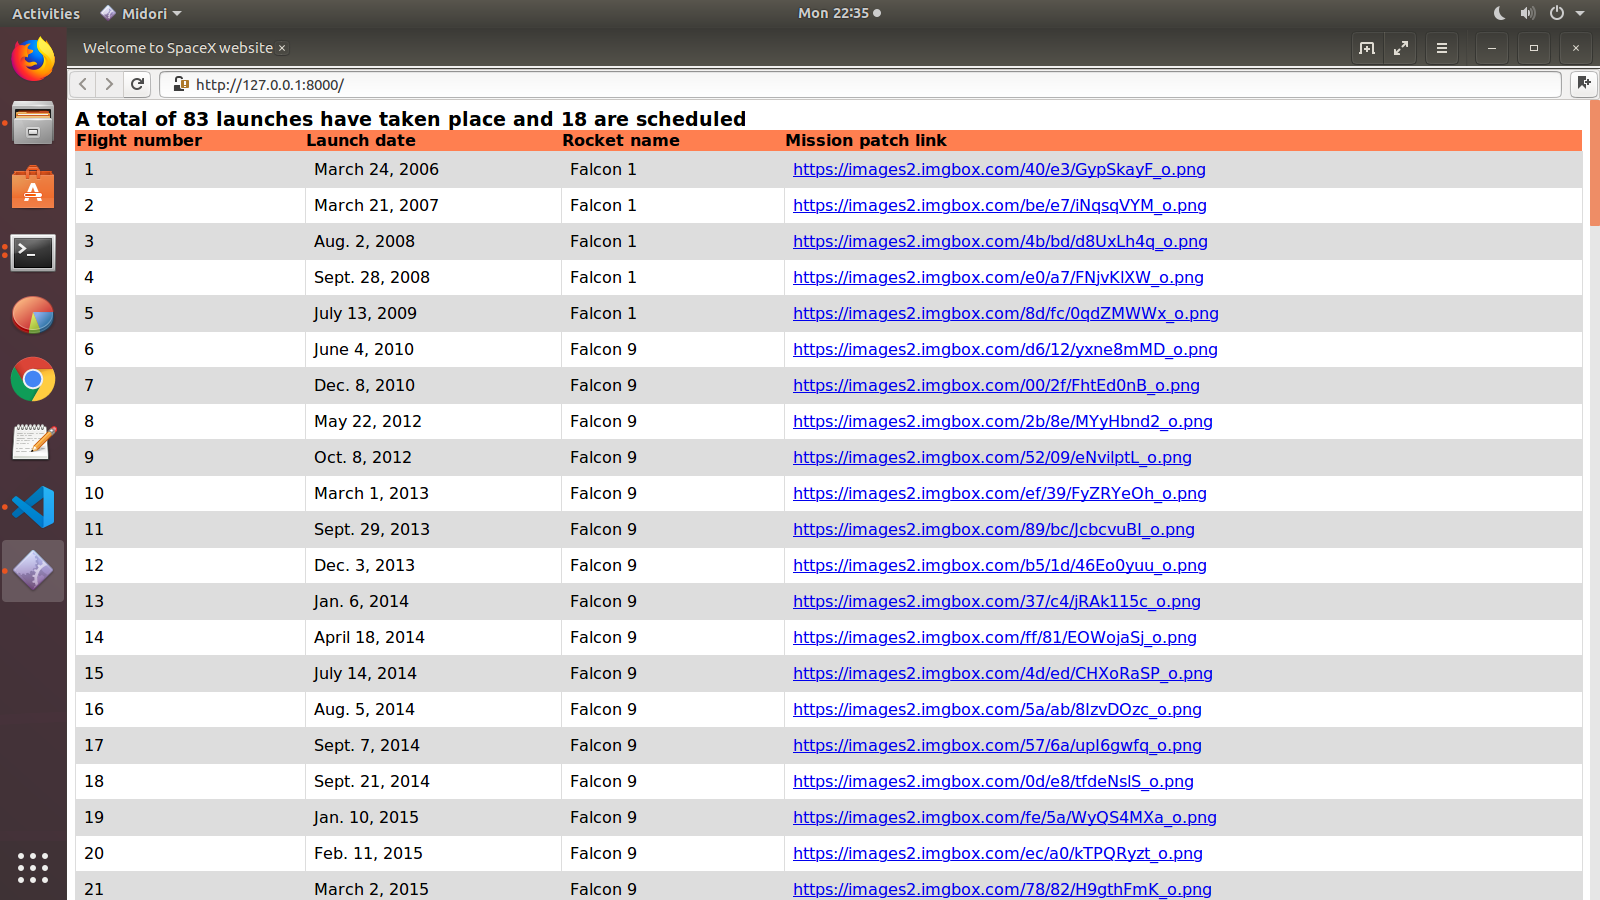 Activities Midori Mon 22:35
Welcome to SpaceX website ×
http://127.0.0.1:8000/
A total of 83 launches have taken place and 18 are scheduled
Flight number Launch date Rocket name Mission patch link
1 March 24, 2006 Falcon 1 https://images2.imgbox.com/40/e3/GypSkayF_o.png
2 March 21, 2007 Falcon 1 https://images2.imgbox.com/be/e7/iNqsqVYM_o.png
3 Aug. 2, 2008 Falcon 1 https://images2.imgbox.com/4b/bd/d8UxLh4q_o.png
4 Sept. 28, 2008 Falcon 1 https://images2.imgbox.com/e0/a7/FNjvKlXW_o.png
5 July 13, 2009 Falcon 1 https://images2.imgbox.com/8d/fc/0qdZMWWx_o.png
6 June 4, 2010 Falcon 9 https://images2.imgbox.com/d6/12/yxne8mMD_o.png
7 Dec. 8, 2010 Falcon 9 https://images2.imgbox.com/00/2f/FhtEd0nB_o.png
8 May 22, 2012 Falcon 9 https://images2.imgbox.com/2b/8e/MYyHbnd2_o.png
9 Oct. 8, 2012 Falcon 9 https://images2.imgbox.com/52/09/eNvilptL_o.png
10 March 1, 2013 Falcon 9 https://images2.imgbox.com/ef/39/FyZRYeOh_o.png
11 Sept. 29, 2013 Falcon 9 https://images2.imgbox.com/89/bc/JcbcvuBI_o.png
12 Dec. 3, 2013 Falcon 9 https://images2.imgbox.com/b5/1d/46Eo0yuu_o.png
13 Jan. 6, 2014 Falcon 9 https://images2.imgbox.com/37/c4/jRAk115c_o.png
14 April 18, 2014 Falcon 9 https://images2.imgbox.com/ff/81/EOWojaSj_o.png
15 July 14, 2014 Falcon 9 https://images2.imgbox.com/4d/ed/CHXoRaSP_o.png
16 Aug. 5, 2014 Falcon 9 https://images2.imgbox.com/5a/ab/8IzvDOzc_o.png
17 Sept. 7, 2014 Falcon 9 https://images2.imgbox.com/57/6a/upI6gwfq_o.png
18 Sept. 21, 2014 Falcon 9 https://images2.imgbox.com/0d/e8/tfdeNslS_o.png
19 Jan. 10, 2015 Falcon 9 https://images2.imgbox.com/fe/5a/WyQS4MXa_o.png
20 Feb. 11, 2015 Falcon 9 https://images2.imgbox.com/ec/a0/kTPQRyzt_o.png
21 March 2, 2015 Falcon 9 https://images2.imgbox.com/78/82/H9gthFmK_o.png